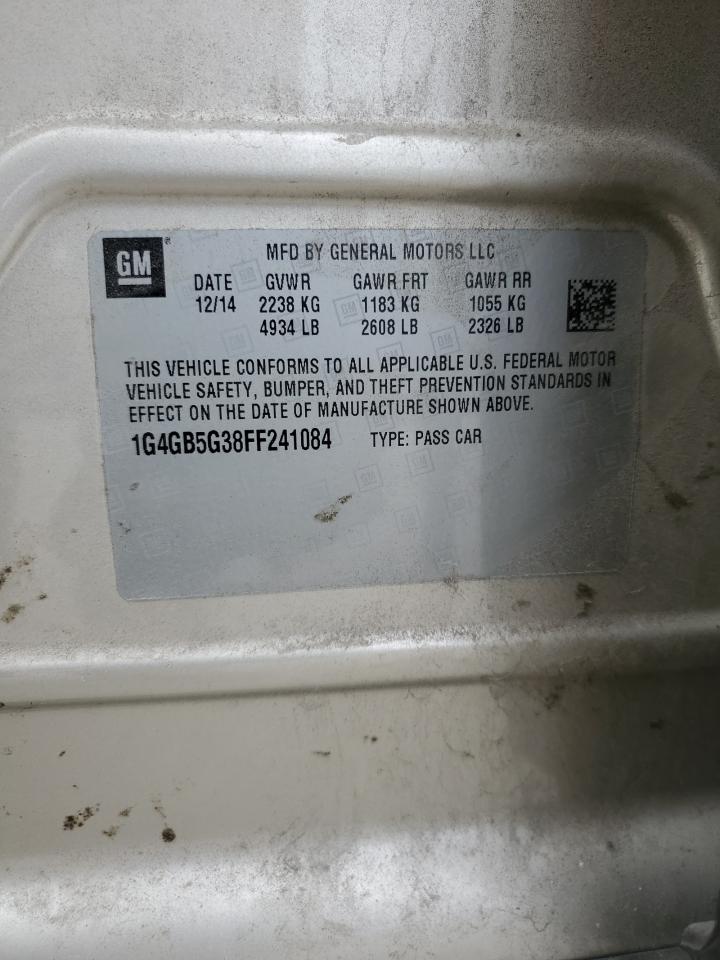 GM
MFD BY GENERAL MOTORS LLC
DATE GVWR GAWR FRT GAWR RR
12/14 2238 KG 1183 KG 1055 KG
4934 LB 2608 LB 2326 LB
THIS VEHICLE CONFORMS TO ALL APPLICABLE U.S. FEDERAL MOTOR
VEHICLE SAFETY, BUMPER, AND THEFT PREVENTION STANDARDS IN
EFFECT ON THE DATE OF MANUFACTURE SHOWN ABOVE.
1G4GB5G38FF241084 TYPE: PASS CAR